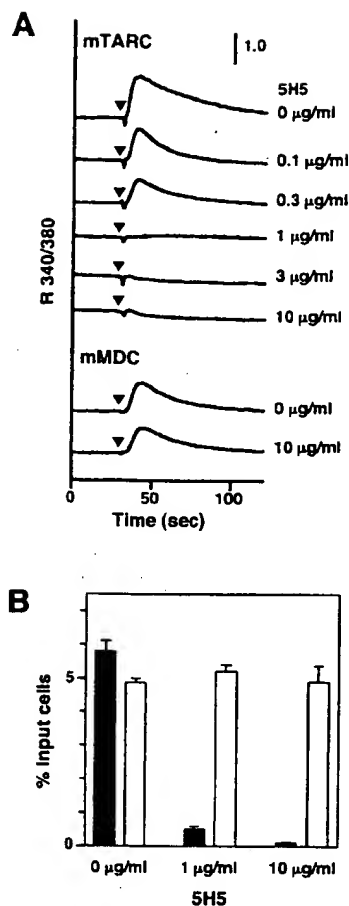 A
mTARC
1.0
5H5
0 µg/ml
0.1 µg/ml
0.3 µg/ml
1 µg/ml
3 µg/ml
10 µg/ml
R 340/380
mMDC
0 µg/ml
10 µg/ml
0 50 100
Time (sec)
B
% Input cells
5
0
0 µg/ml 1 µg/ml 10 µg/ml
5H5